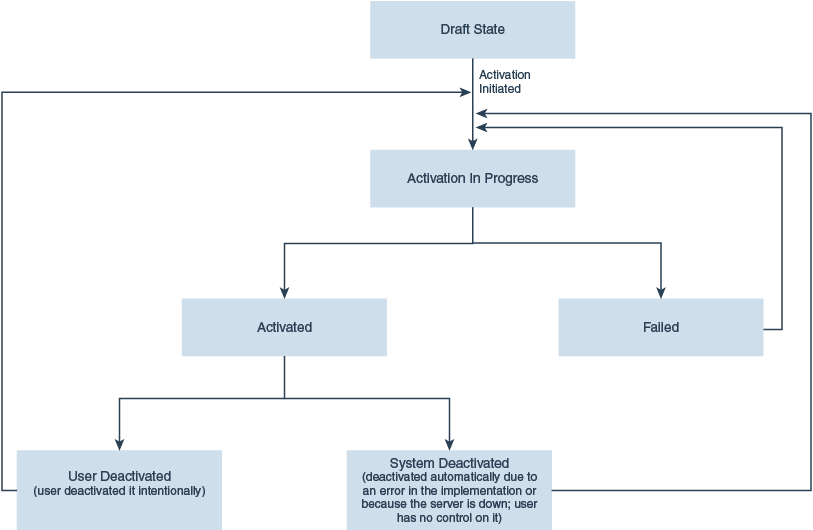 Draft State
Activation
Initiated
Activation In Progress
Activated
Failed
User Deactivated
(user deactivated it intentionally)
System Deactivated
(deactivated automatically due to
an error in the implementation or
because the server is down; user
has no control on it)